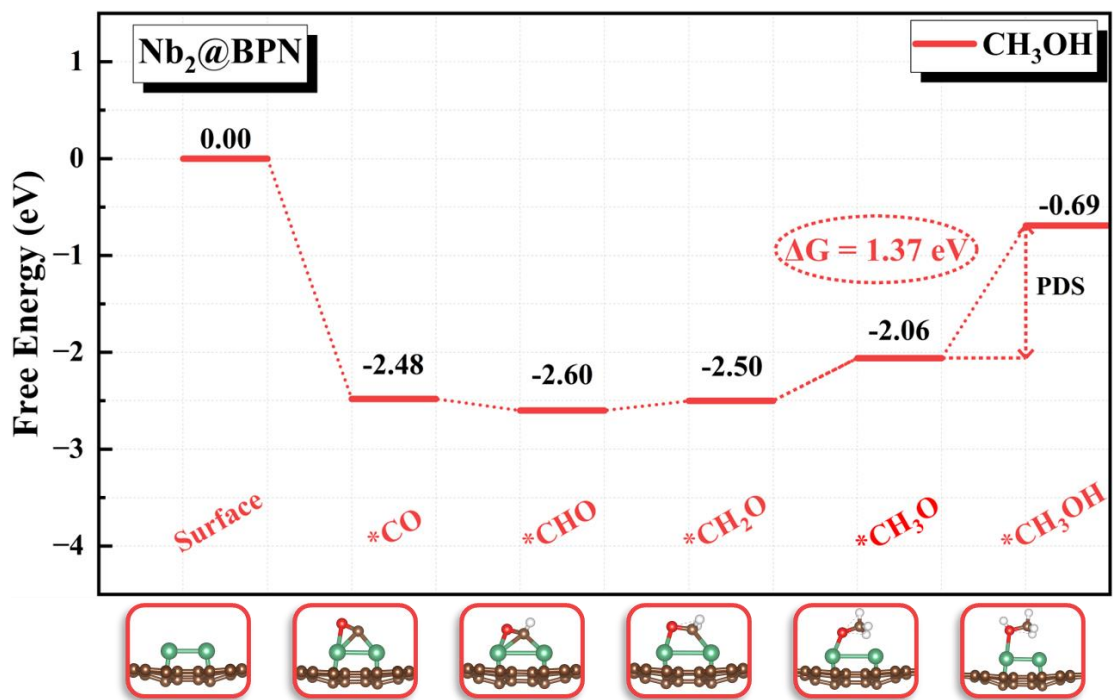 Nb₂@BPN
CH₃OH
Free Energy (eV)
1
0
−1
−2
−3
−4
0.00
-2.48
-2.60
-2.50
-2.06
-0.69
ΔG = 1.37 eV
PDS
Surface
*CO
*CHO
*CH₂O
*CH₃O
*CH₃OH